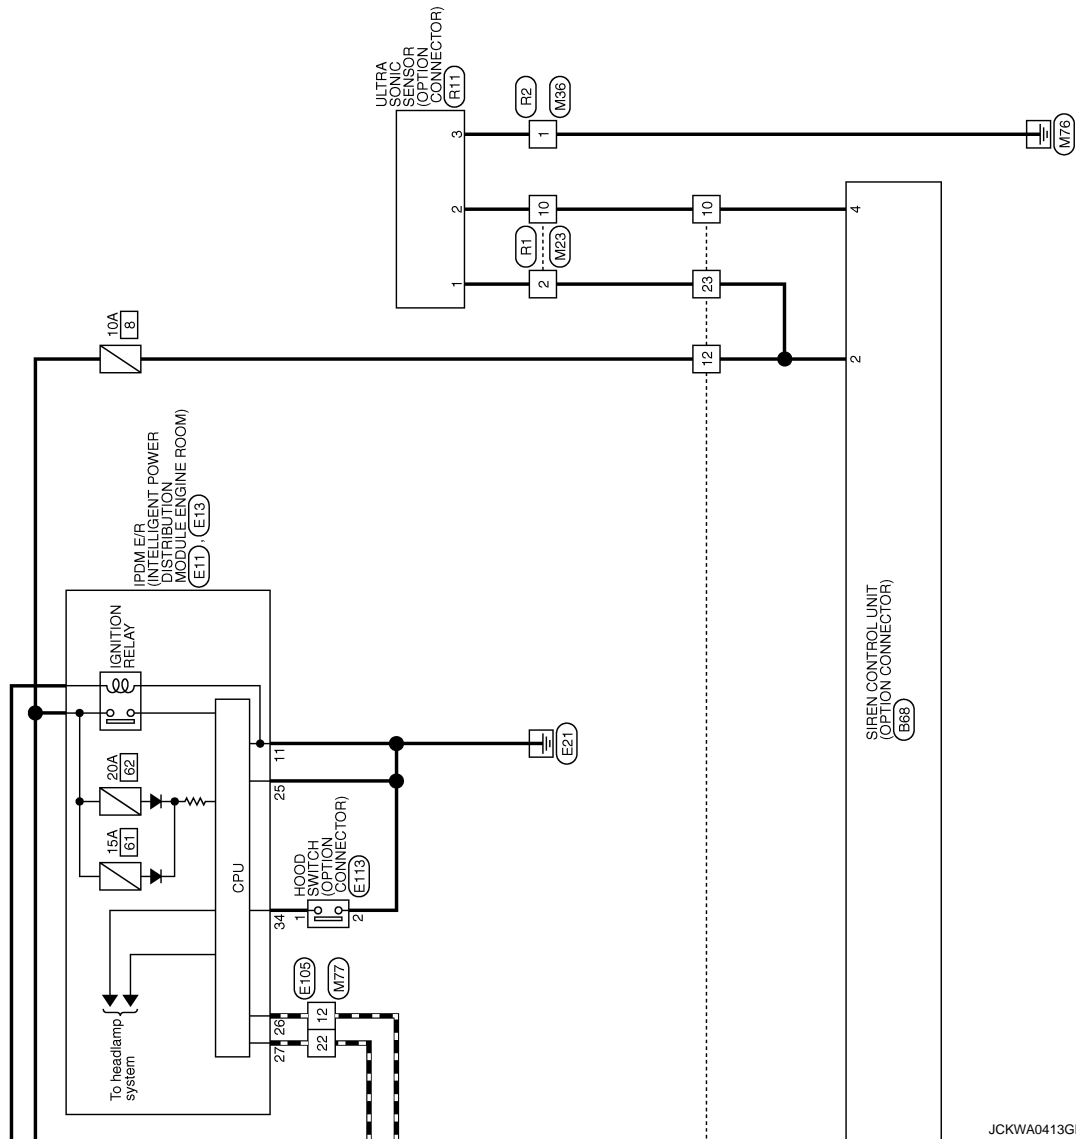 ULTRA
SONIC
SENSOR
(OPTION
CONNECTOR)
R11
3
2
1
R2
M36
1
M76
10
R1
M23
2
10
23
12
4
2
10A
8
SIREN CONTROL UNIT
(OPTION CONNECTOR)
B68
IPDM E/R
(INTELLIGENT POWER
DISTRIBUTION
MODULE ENGINE ROOM)
E11 , E13
IGNITION
RELAY
20A
62
15A
61
CPU
11
25
34
26
27
E21
HOOD
SWITCH
(OPTION
CONNECTOR)
E113
1
2
E105
M77
12
22
To headlamp
system
JCKWA0413G